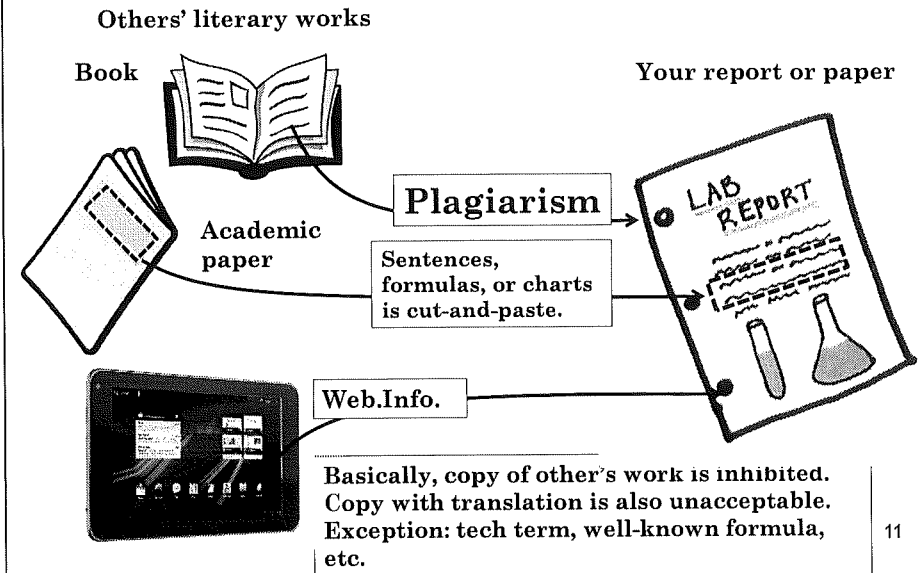 Others' literary works
Book
Your report or paper
Plagiarism
LAB
REPORT
Academic
paper
Sentences,
formulas, or charts
is cut-and-paste.
Web.Info.
Basically, copy of other's work is inhibited.
Copy with translation is also unacceptable.
Exception: tech term, well-known formula,
etc.
11